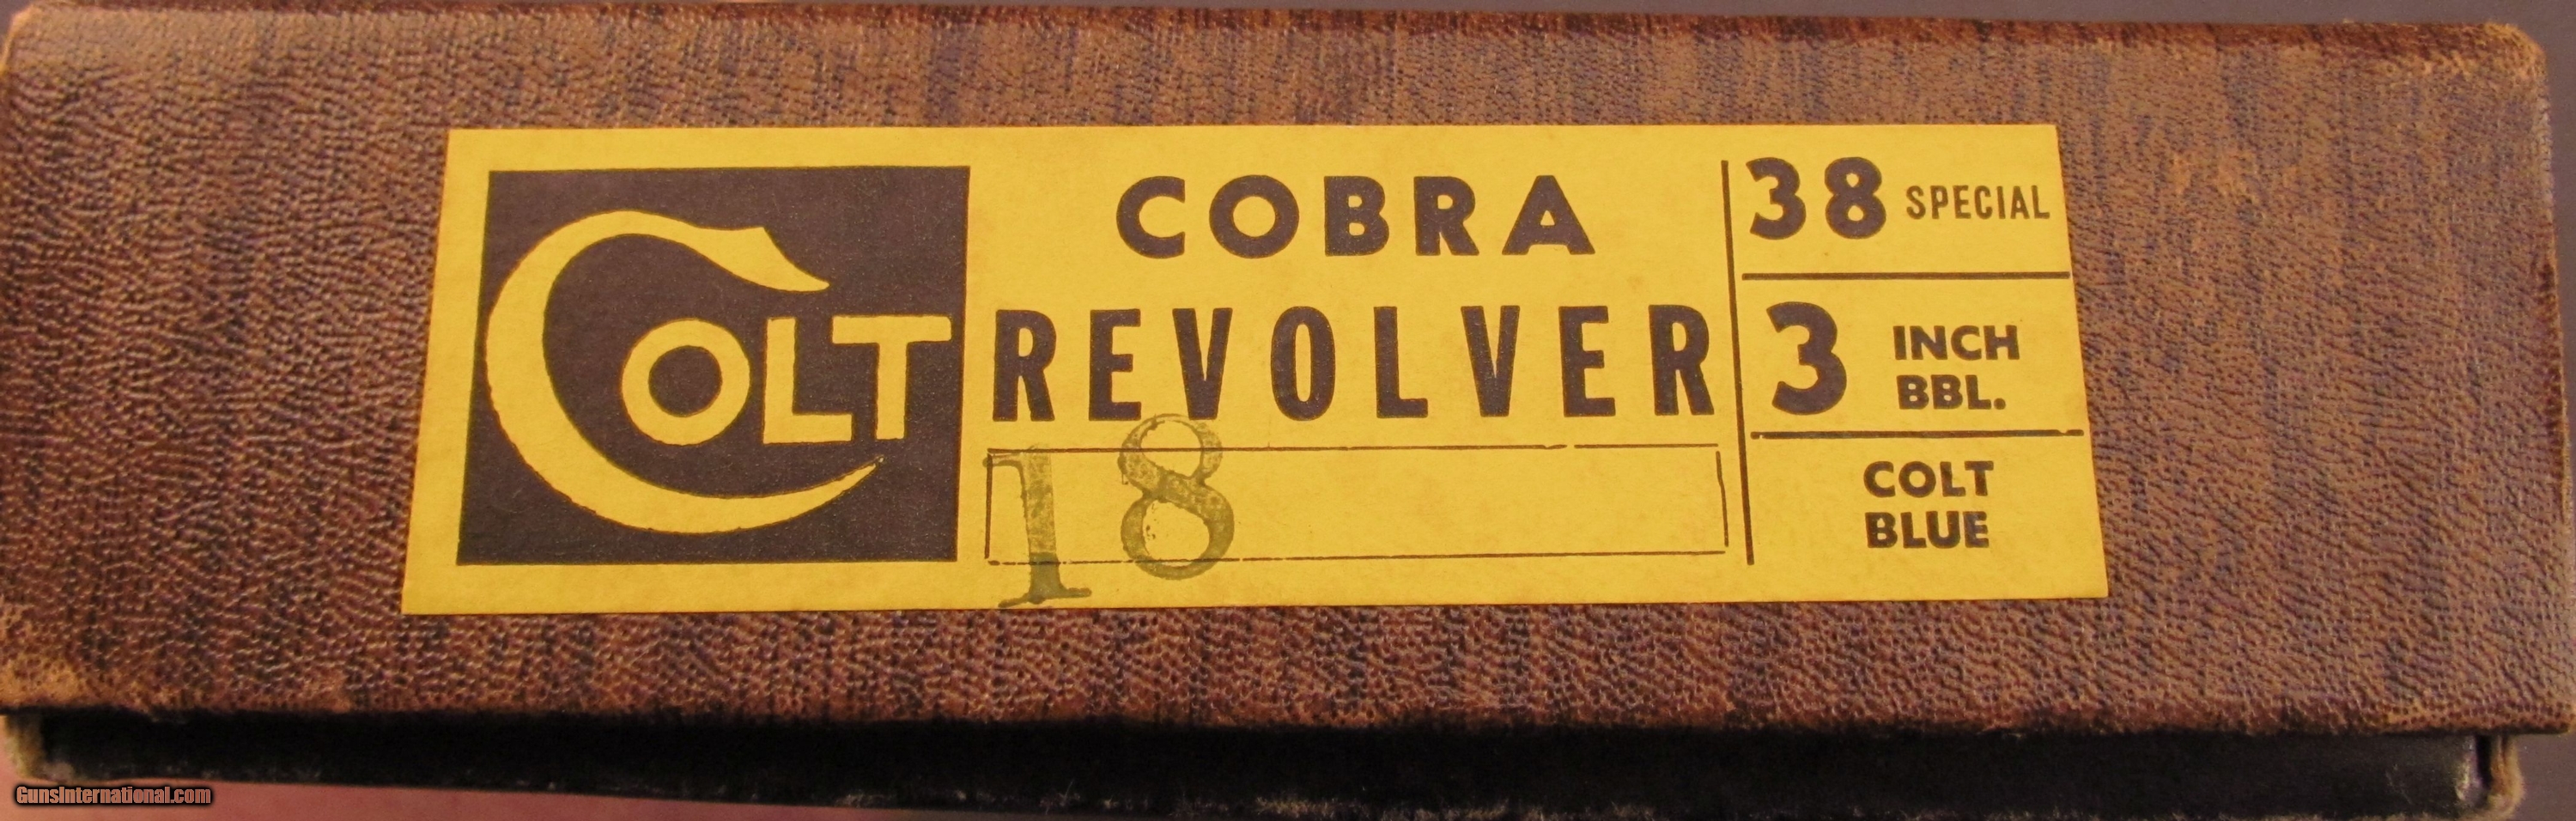 COLT
COBRA
REVOLVER
18
38 SPECIAL
3 INCH
BBL.
COLT
BLUE
GunsInternational.com